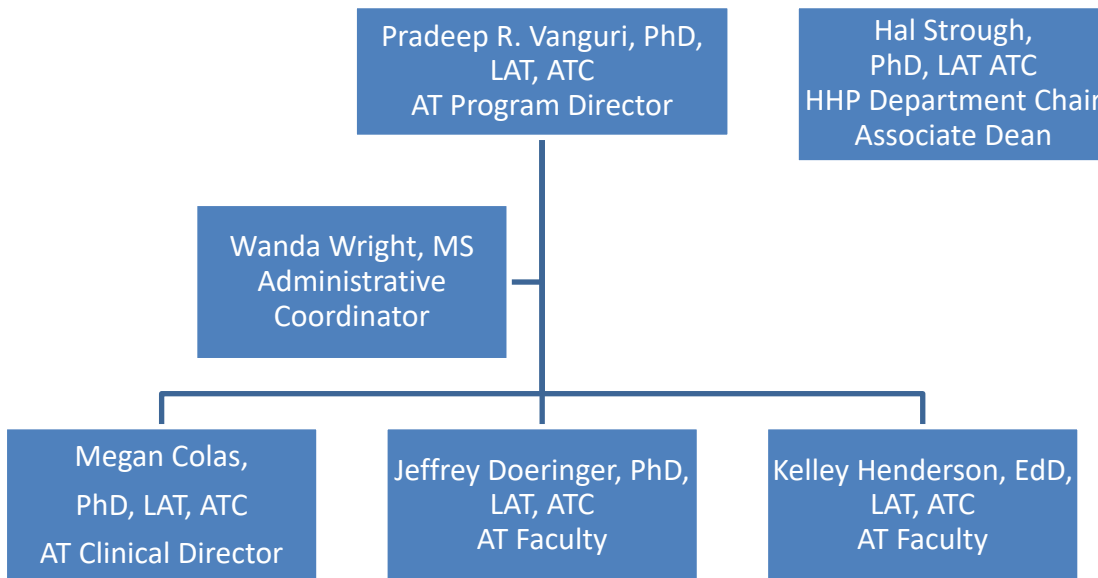 Pradeep R. Vanguri, PhD,
LAT, ATC
AT Program Director
Hal Strough,
PhD, LAT ATC
HHP Department Chair
Associate Dean
Wanda Wright, MS
Administrative
Coordinator
Megan Colas,
PhD, LAT, ATC
AT Clinical Director
Jeffrey Doeringer, PhD,
LAT, ATC
AT Faculty
Kelley Henderson, EdD,
LAT, ATC
AT Faculty